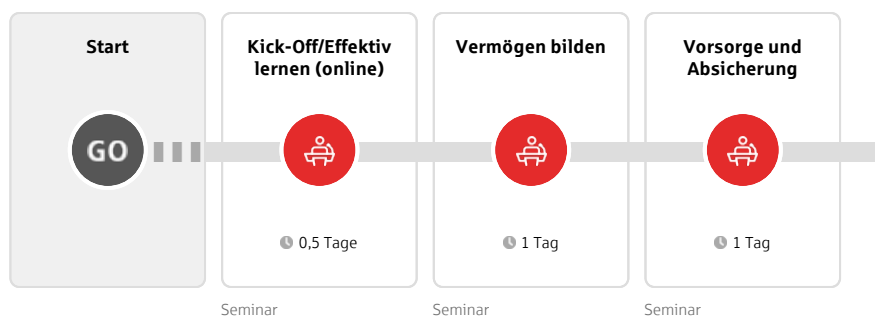 Start
Kick-Off/Effektiv
lernen (online)
Vermögen bilden
Vorsorge und
Absicherung
GO
0,5 Tage
1 Tag
1 Tag
Seminar
Seminar
Seminar